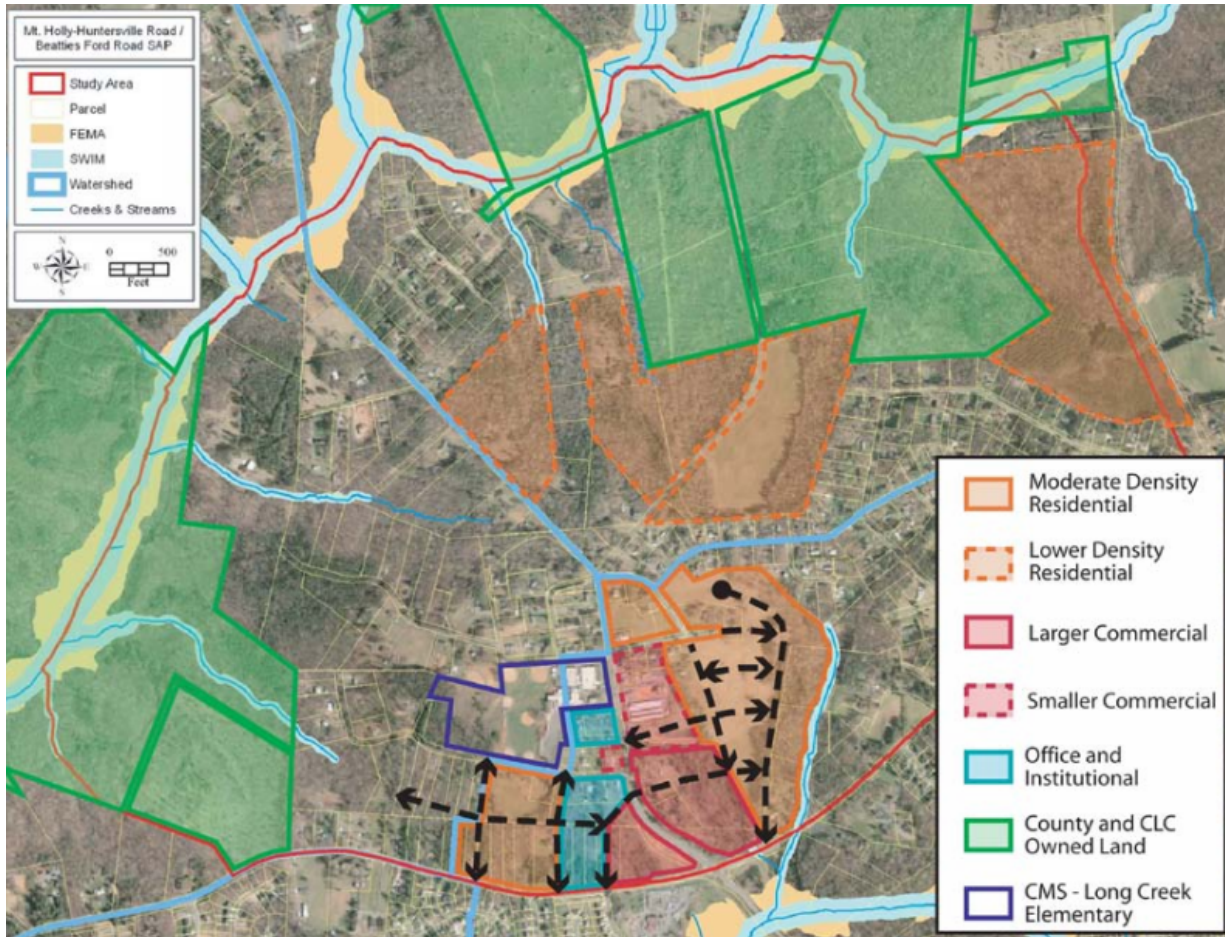 Mt. Holly-Huntersville Road /
Beatties Ford Road SAP
Study Area
Parcel
FEMA
SWIM
Watershed
Creeks & Streams
N
W
E
S
0
500
Feet
Moderate Density
Residential
Lower Density
Residential
Larger Commercial
Smaller Commercial
Office and
Institutional
County and CLC
Owned Land
CMS - Long Creek
Elementary